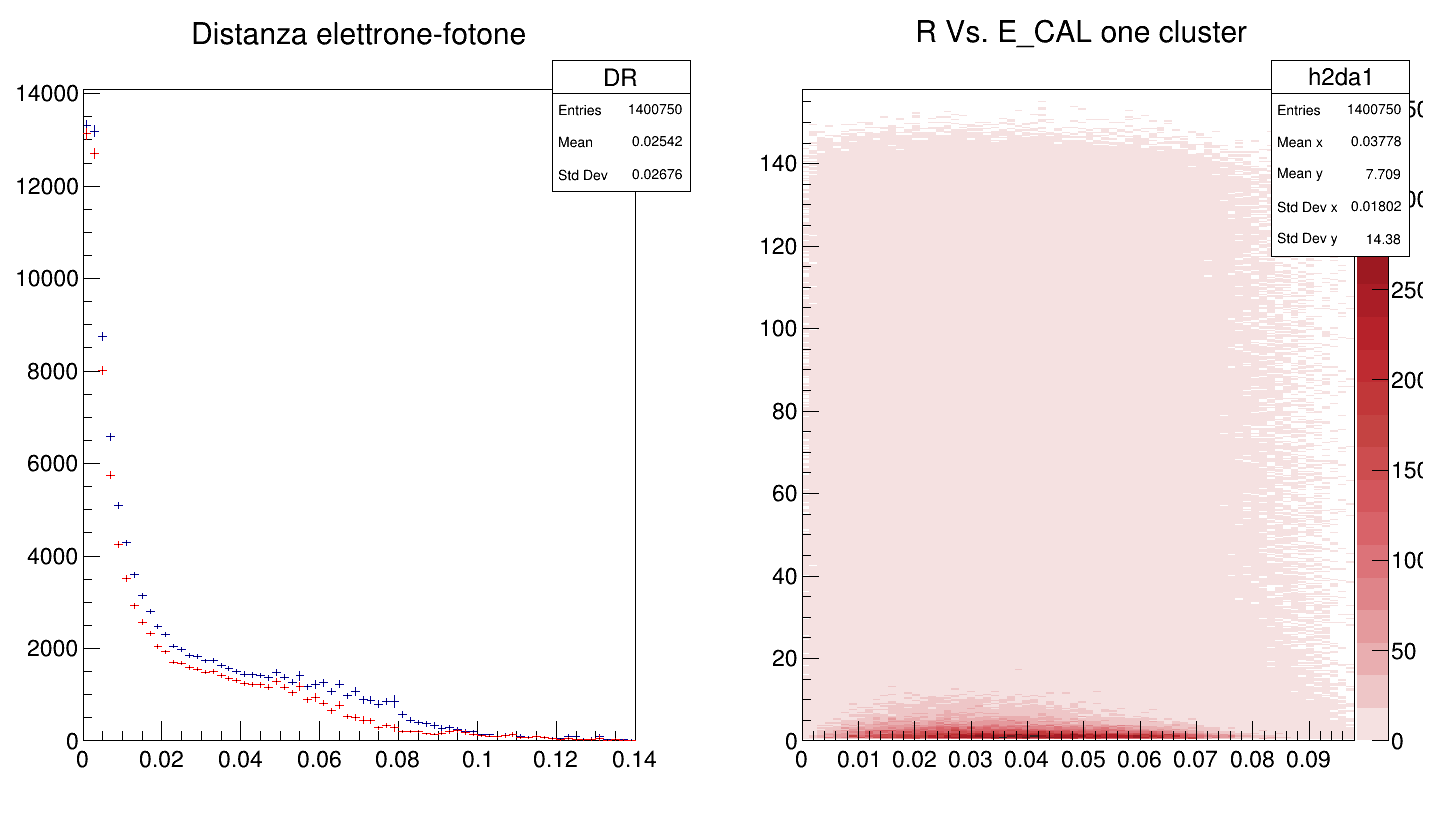 Distanza elettrone-fotone
DR
Entries 1400750
Mean 0.02542
Std Dev 0.02676
14000
12000
10000
8000
6000
4000
2000
0
0 0.02 0.04 0.06 0.08 0.1 0.12 0.14
R Vs. E_CAL one cluster
h2da1
Entries 1400750
Mean x 0.03778
Mean y 7.709
Std Dev x 0.01802
Std Dev y 14.38
140
120
100
80
60
40
20
0
0 0.01 0.02 0.03 0.04 0.05 0.06 0.07 0.08 0.09
50
0